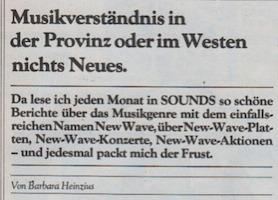 Musikverständnis in
der Provinz oder im Westen
nichts Neues.
Da lese ich jeden Monat in SOUNDS so schöne
Berichte über das Musikgenre mit dem einfalls-
reichen Namen New Wave, über New-Wave-Plat-
ten, New-Wave-Konzerte, New-Wave-Aktionen
– und jedesmal packt mich der Frust.
Von Barbara Heinzius